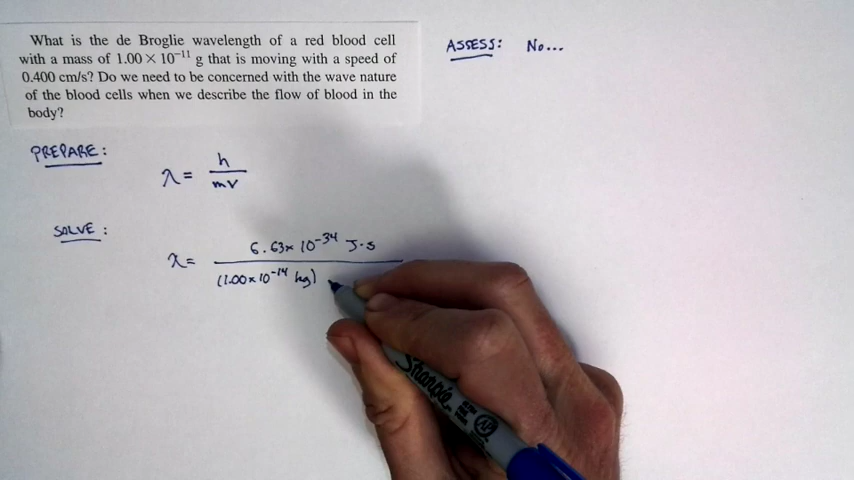 What is the de Broglie wavelength of a red blood cell
with a mass of 1.00 × 10⁻¹¹ g that is moving with a speed of
0.400 cm/s? Do we need to be concerned with the wave nature
of the blood cells when we describe the flow of blood in the
body?
ASSESS: No...
PREPARE:
λ = h / mv
SOLVE:
λ = 6.63 × 10⁻³⁴ J·s / (1.00 × 10⁻¹⁴ kg)
Sharpie
AP